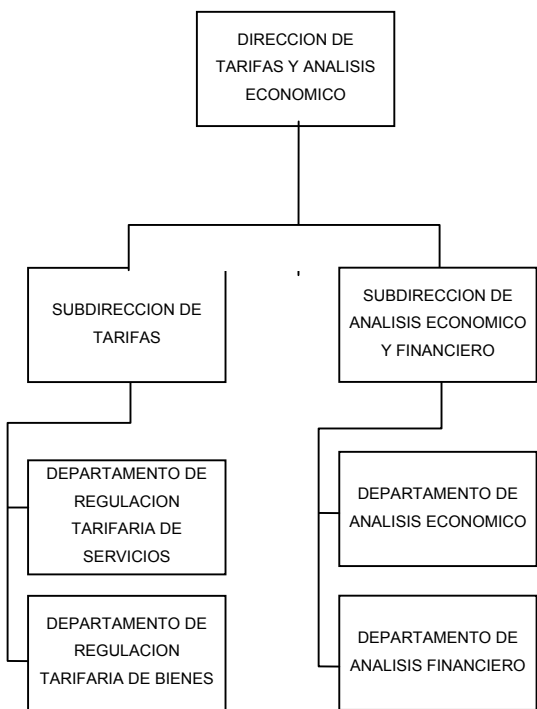 DIRECCION DE
TARIFAS Y ANALISIS
ECONOMICO
SUBDIRECCION DE
TARIFAS
SUBDIRECCION DE
ANALISIS ECONOMICO
Y FINANCIERO
DEPARTAMENTO DE
REGULACION
TARIFARIA DE
SERVICIOS
DEPARTAMENTO DE
ANALISIS ECONOMICO
DEPARTAMENTO DE
REGULACION
TARIFARIA DE BIENES
DEPARTAMENTO DE
ANALISIS FINANCIERO